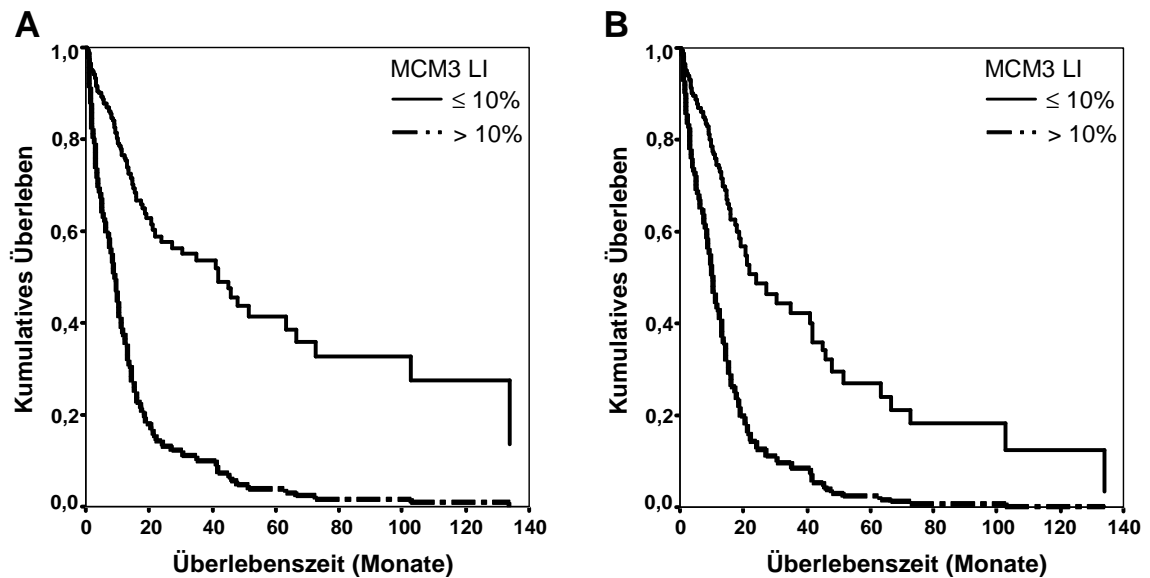 A
Kumulatives Überleben
1,0
0,8
0,6
0,4
0,2
0,0
MCM3 LI
≤ 10%
> 10%
0 20 40 60 80 100 120 140
Überlebenszeit (Monate)
B
Kumulatives Überleben
1,0
0,8
0,6
0,4
0,2
0,0
MCM3 LI
≤ 10%
> 10%
0 20 40 60 80 100 120 140
Überlebenszeit (Monate)